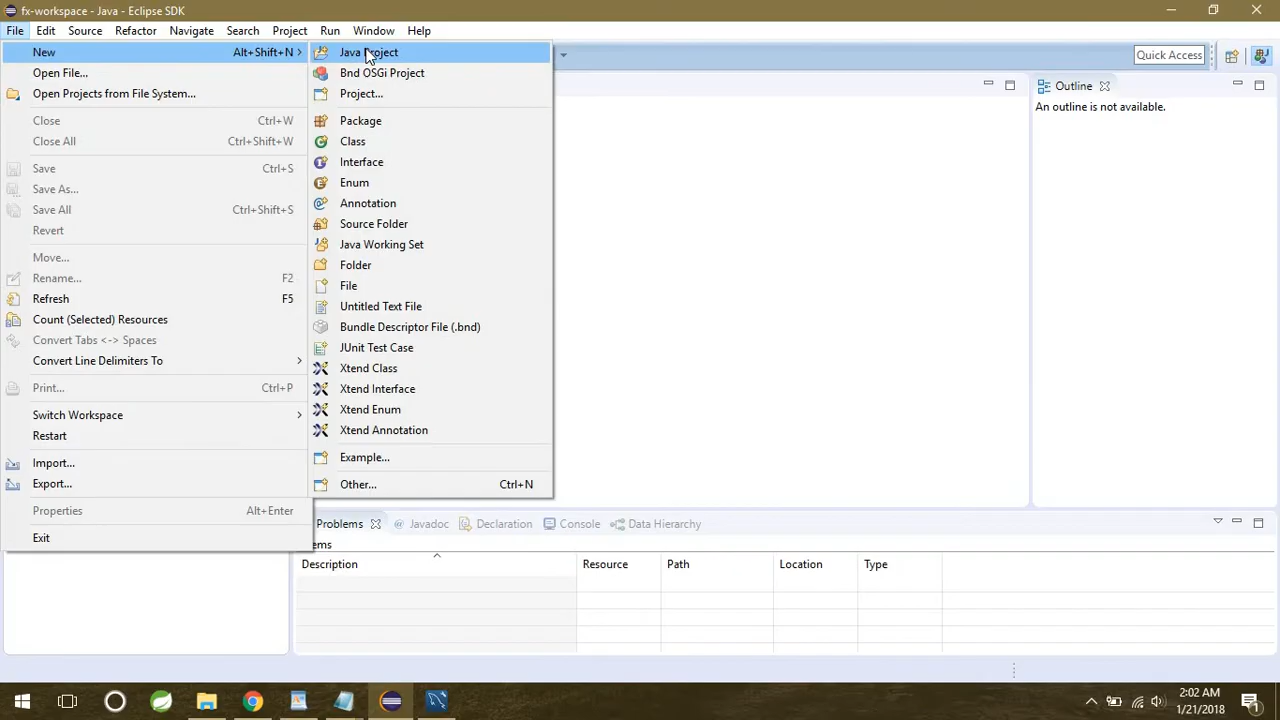 fx-workspace - Java - Eclipse SDK
File Edit Source Refactor Navigate Search Project Run Window Help
New Alt+Shift+N
Open File...
Open Projects from File System...
Close Ctrl+W
Close All Ctrl+Shift+W
Save Ctrl+S
Save As...
Save All Ctrl+Shift+S
Revert
Move...
Rename... F2
Refresh F5
Count (Selected) Resources
Convert Tabs <-> Spaces
Convert Line Delimiters To
Print... Ctrl+P
Switch Workspace
Restart
Import...
Export...
Properties Alt+Enter
Exit
Java Project
Bnd OSGi Project
Project...
Package
Class
Interface
Enum
Annotation
Source Folder
Java Working Set
Folder
File
Untitled Text File
Bundle Descriptor File (.bnd)
JUnit Test Case
Xtend Class
Xtend Interface
Xtend Enum
Xtend Annotation
Example...
Other... Ctrl+N
Quick Access
Outline
An outline is not available.
Problems Javadoc Declaration Console Data Hierarchy
ems
Description Resource Path Location Type
2:02 AM
1/21/2018
1